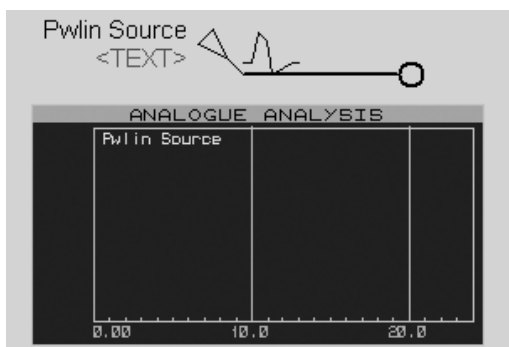 Pwlin Source
<TEXT>
ANALOGUE ANALYSIS
Pwlin Source
0.00 10.0 20.0